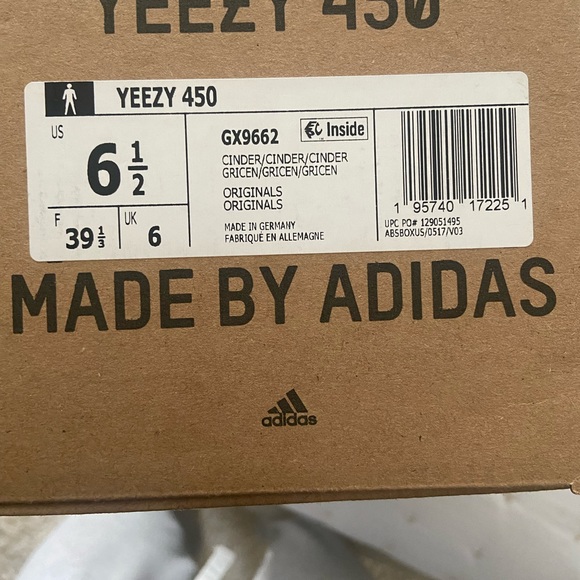 YEEZY 450
YEEZY 450
US
6 1/2
F
39 1/3
UK
6
GX9662
Inside
CINDER/CINDER/CINDER
GRICEN/GRICEN/GRICEN
ORIGINALS
ORIGINALS
MADE IN GERMANY
FABRIQUÉ EN ALLEMAGNE
1 95740 17225 1
UPC PO# 129051495
ABSBOXUS/0517/V03
MADE BY ADIDAS
adidas